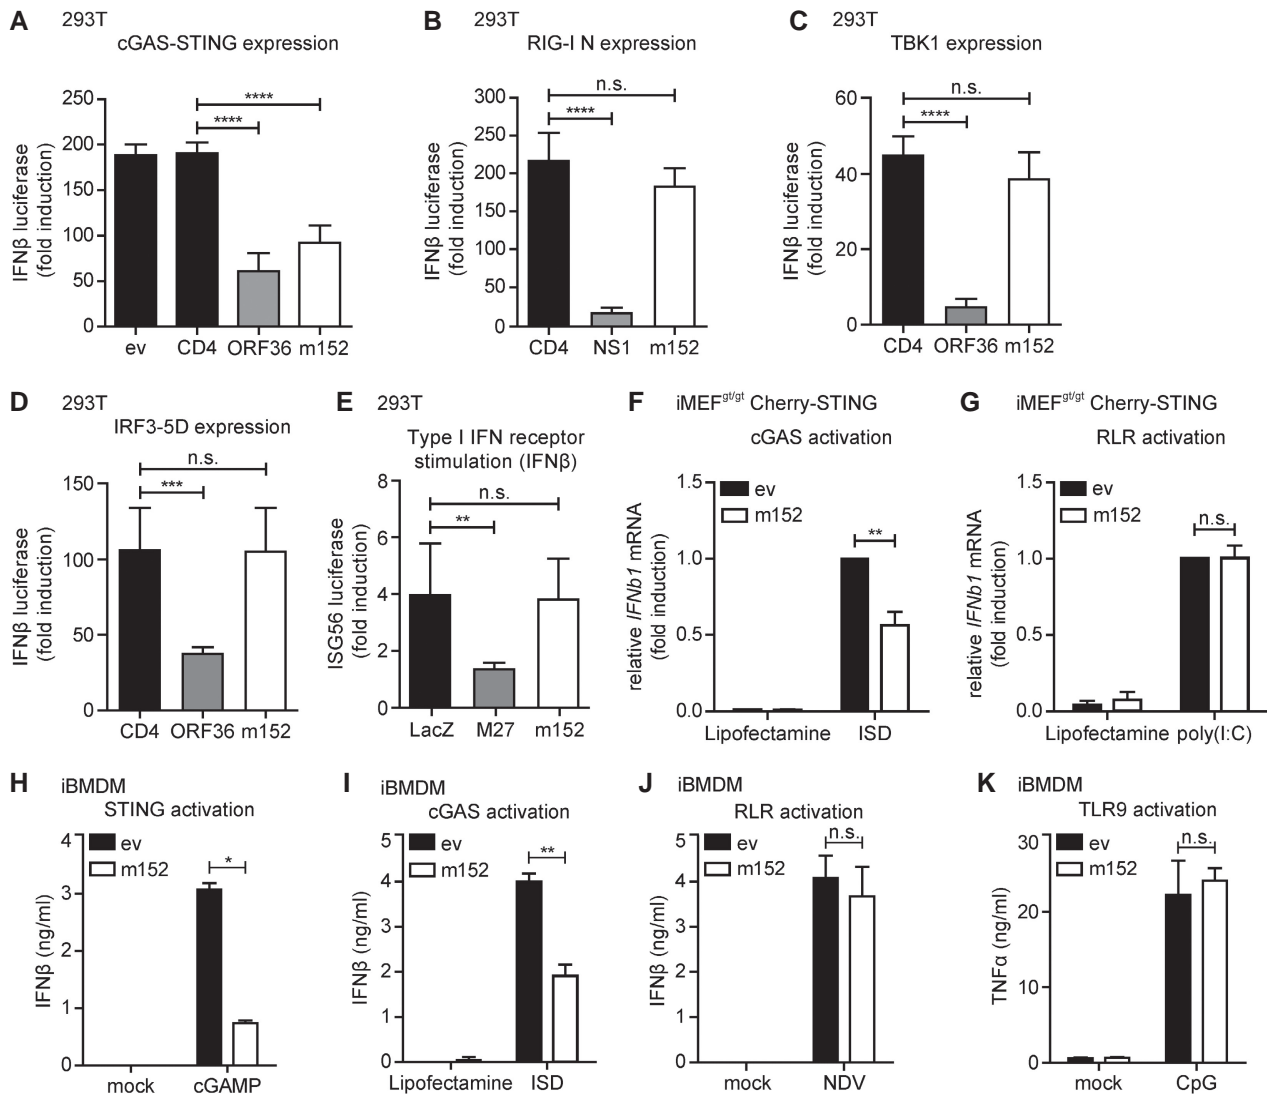 A 293T
cGAS-STING expression
IFNβ luciferase
(fold induction)
250
200
150
100
50
0
****
****
ev CD4 ORF36 m152
B 293T
RIG-I N expression
IFNβ luciferase
(fold induction)
300
250
200
150
100
50
0
n.s.
****
CD4 NS1 m152
C 293T
TBK1 expression
IFNβ luciferase
(fold induction)
60
40
20
0
n.s.
****
CD4 ORF36 m152
D 293T
IRF3-5D expression
IFNβ luciferase
(fold induction)
150
100
50
0
n.s.
***
CD4 ORF36 m152
E 293T
Type I IFN receptor
stimulation (IFNβ)
ISG56 luciferase
(fold induction)
8
6
4
2
0
n.s.
**
LacZ M27 m152
F iMEFgt/gt Cherry-STING
cGAS activation
relative IFNb1 mRNA
(fold induction)
1.5
1.0
0.5
0.0
ev
m152
**
Lipofectamine ISD
G iMEFgt/gt Cherry-STING
RLR activation
relative IFNb1 mRNA
(fold induction)
1.5
1.0
0.5
0.0
ev
m152
n.s.
Lipofectamine poly(I:C)
H iBMDM
STING activation
IFNβ (ng/ml)
4
3
2
1
0
ev
m152
*
mock cGAMP
I iBMDM
cGAS activation
IFNβ (ng/ml)
5
4
3
2
1
0
ev
m152
**
Lipofectamine ISD
J iBMDM
RLR activation
IFNβ (ng/ml)
5
4
3
2
1
0
ev
m152
n.s.
mock NDV
K iBMDM
TLR9 activation
TNFα (ng/ml)
30
20
10
0
ev
m152
n.s.
mock CpG